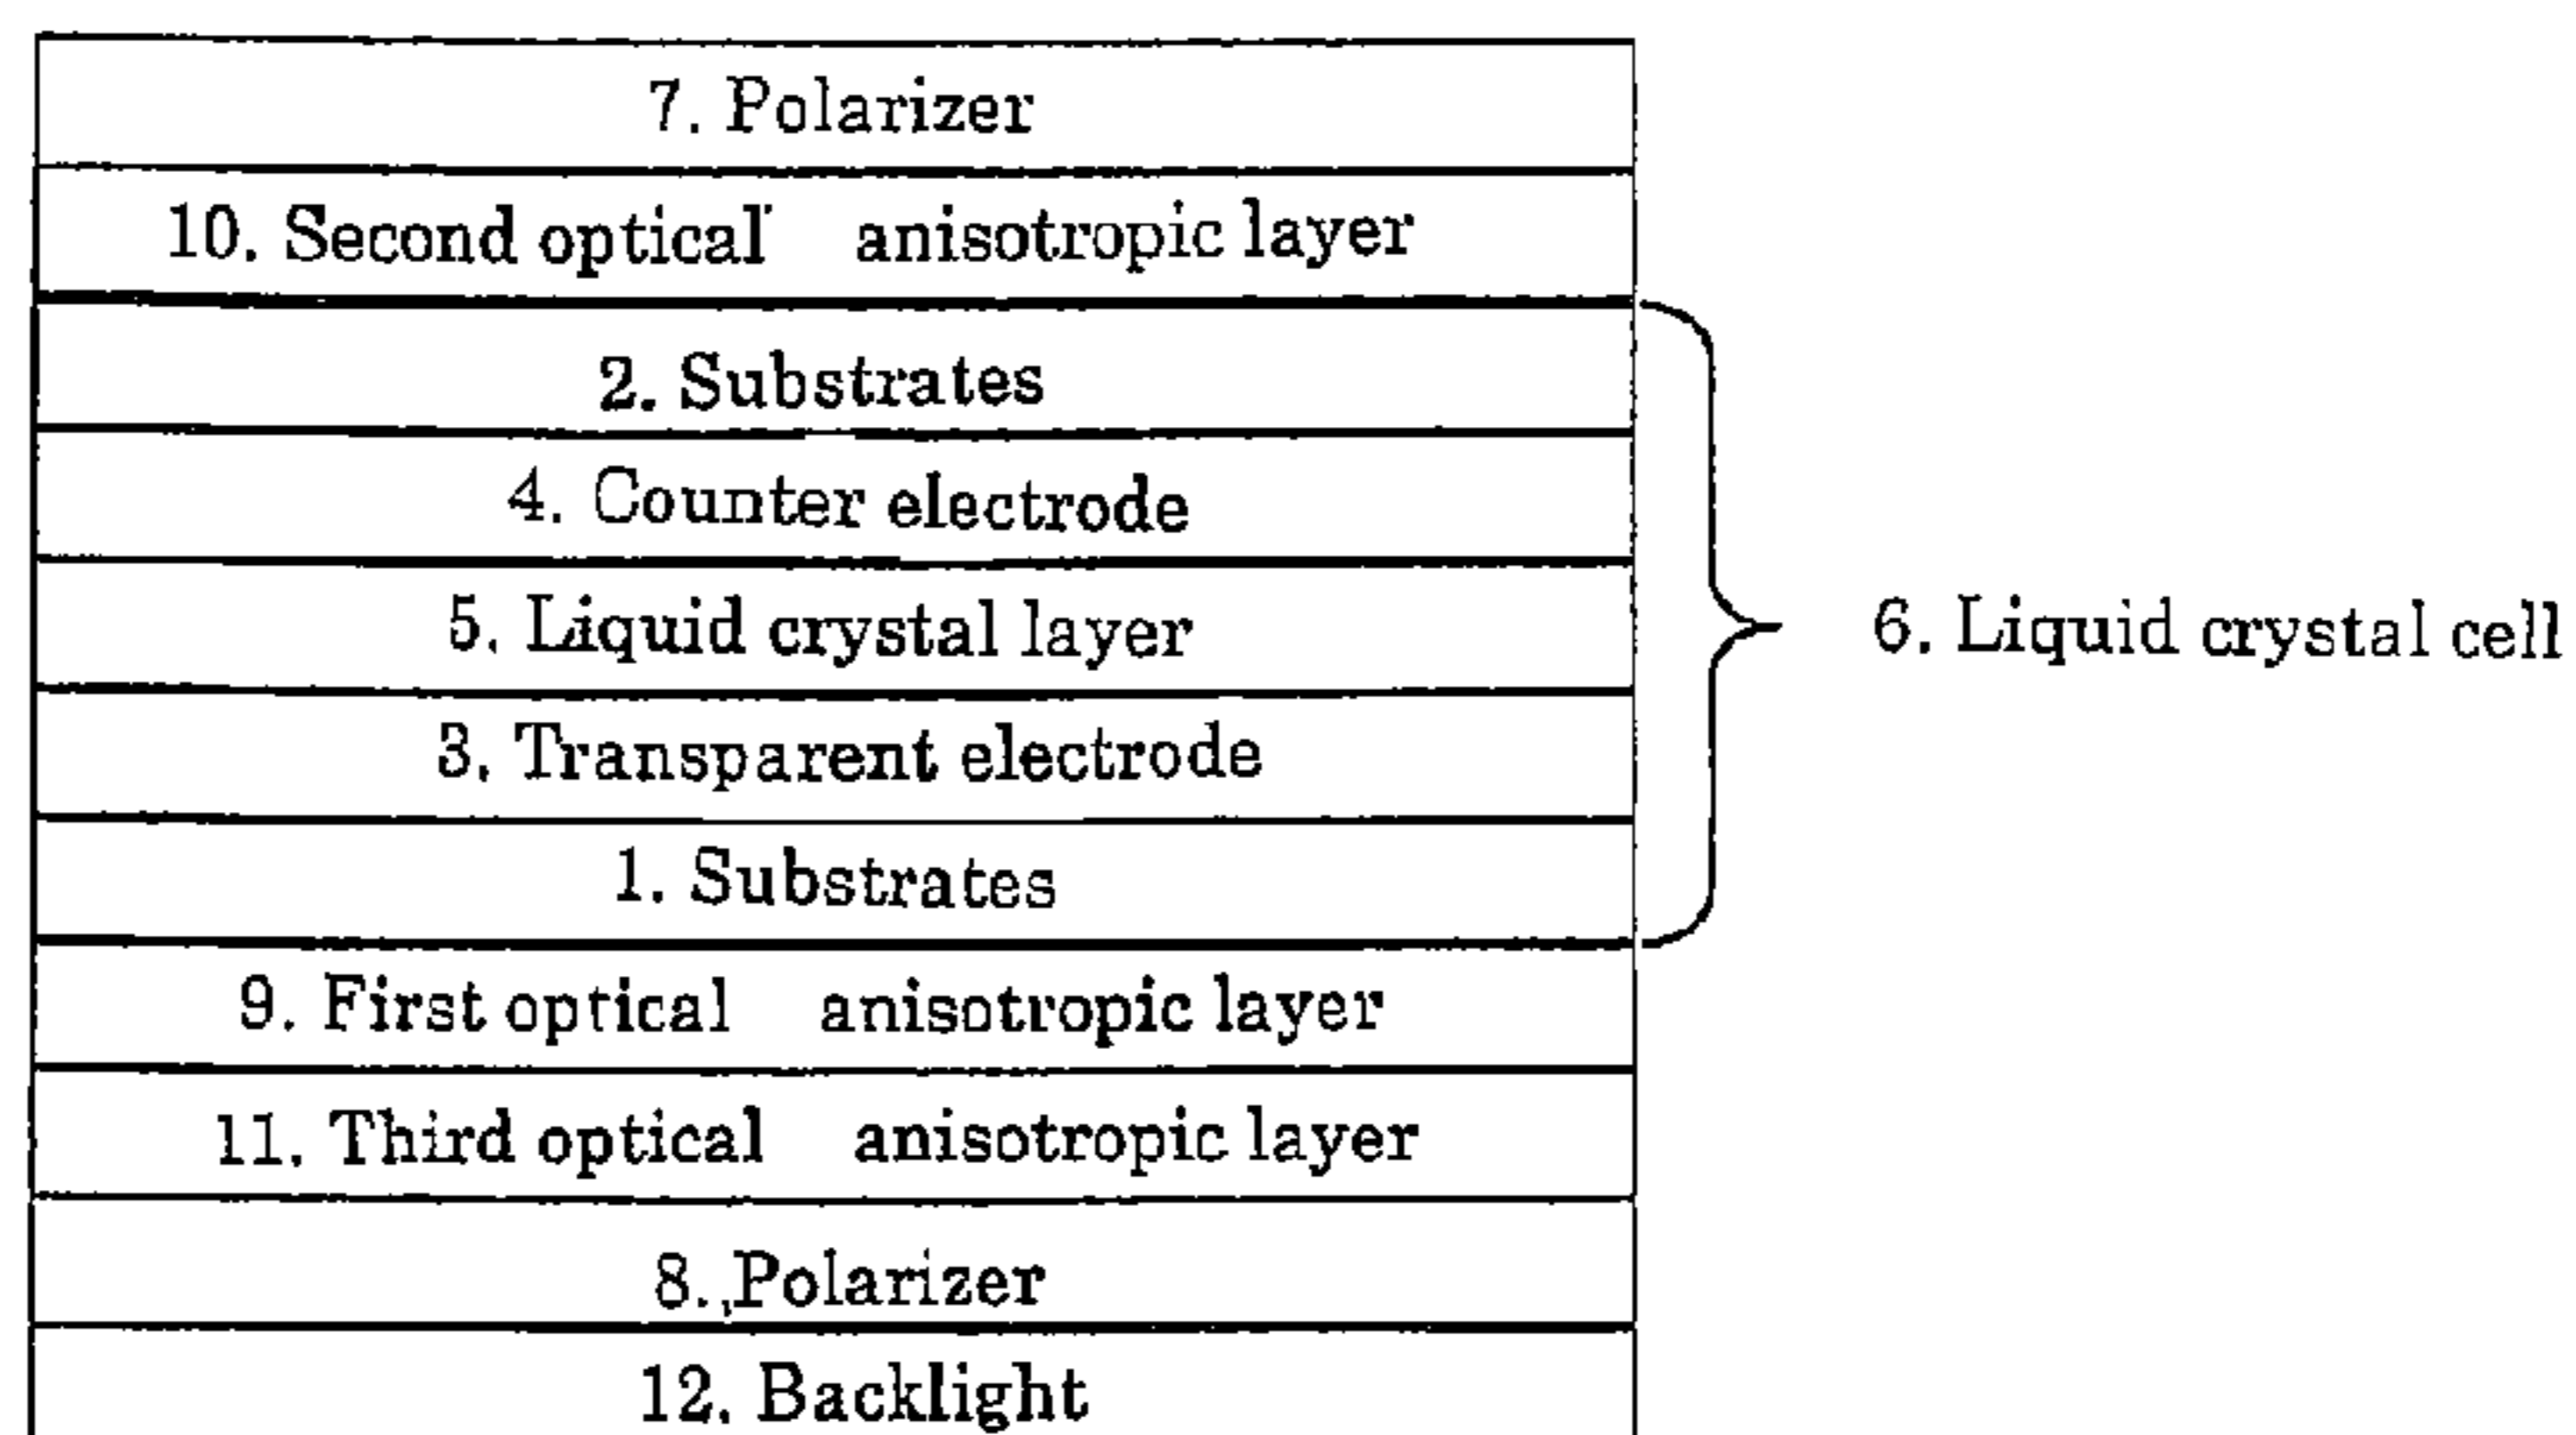 7. Polarizer
10. Second optical anisotropic layer
2. Substrates
4. Counter electrode
5. Liquid crystal layer
6. Liquid crystal cell
3. Transparent electrode
1. Substrates
9. First optical anisotropic layer
11. Third optical anisotropic layer
8. Polarizer
12. Backlight